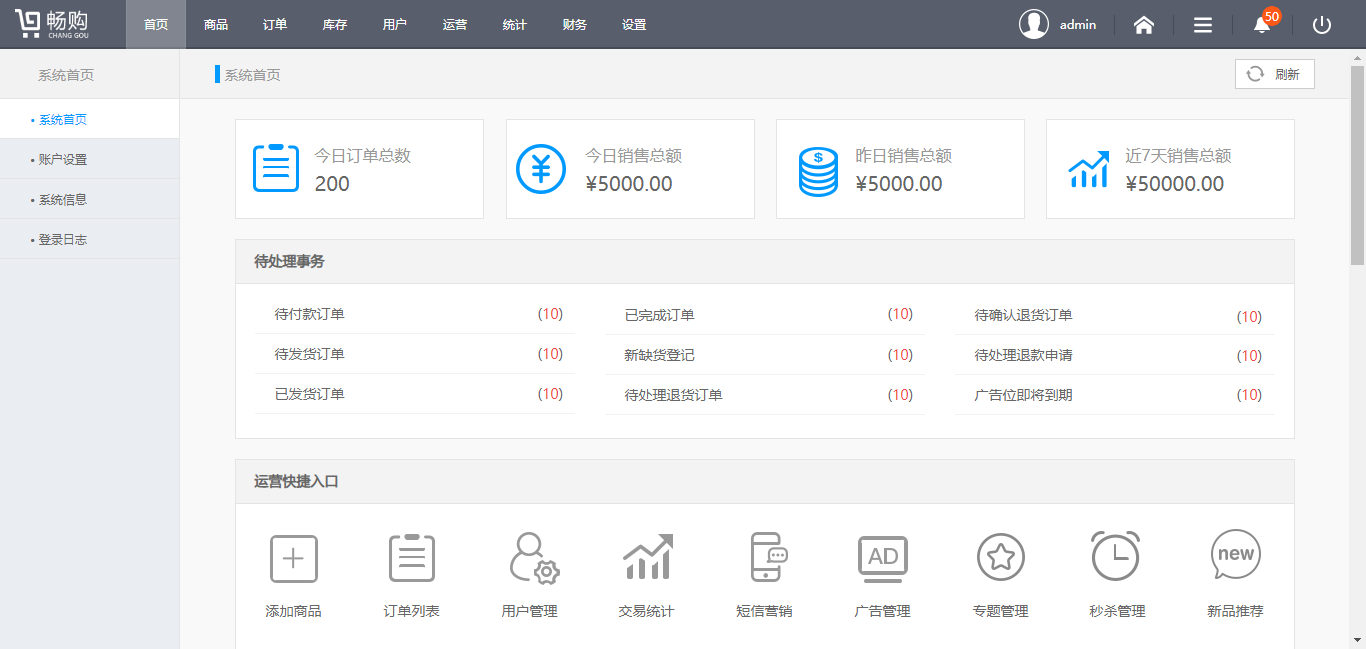 畅购 首页 商品 订单 库存 用户 运营 统计 财务 设置 admin 50
CHANG GOU
系统首页 系统首页 刷新
• 系统首页
• 账户设置
• 系统信息
• 登录日志
今日订单总数 今日销售总额 昨日销售总额 近7天销售总额
200 ¥5000.00 $ ¥5000.00 ¥50000.00
待处理事务
待付款订单 (10) 已完成订单 (10) 待确认退货订单 (10)
待发货订单 (10) 新缺货登记 (10) 待处理退款申请 (10)
已发货订单 (10) 待处理退货订单 (10) 广告位即将到期 (10)
运营快捷入口
AD new
添加商品 订单列表 用户管理 交易统计 短信营销 广告管理 专题管理 秒杀管理 新品推荐